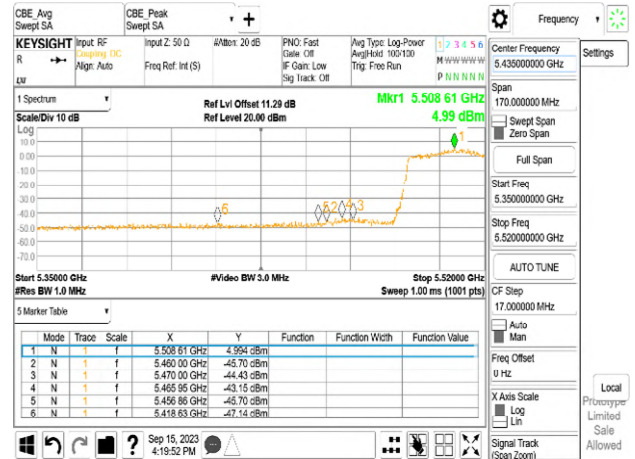 CBE_Avg
Swept SA
CBE_Peak
Swept SA
+
Frequency
KEYSIGHT
R
Input: RF
Coupling: DC
Align: Auto
Input Z: 50 Ω
Freq Ref: Int (S)
#Atten: 20 dB
PNO: Fast
Gate: Off
IF Gain: Low
Sig Track: Off
Avg Type: Log-Power
Avg|Hold: 100/100
Trig: Free Run
1 2 3 4 5 6
M W W W W W
P N N N N N
1 Spectrum
Scale/Div 10 dB
Ref Lvl Offset 11.29 dB
Ref Level 20.00 dBm
Mkr1 5.508 61 GHz
4.99 dBm
Log
10.0
0.00
-10.0
-20.0
-30.0
-40.0
-50.0
-60.0
-70.0
1
6
5
2
4
3
Start 5.35000 GHz
#Video BW 3.0 MHz
Stop 5.52000 GHz
#Res BW 1.0 MHz
Sweep 1.00 ms (1001 pts)
5 Marker Table
Mode Trace Scale X Y Function Function Width Function Value
1 N 1 f 5.508 61 GHz 4.994 dBm
2 N 1 f 5.460 00 GHz -45.70 dBm
3 N 1 f 5.470 00 GHz -44.43 dBm
4 N 1 f 5.465 95 GHz -43.15 dBm
5 N 1 f 5.456 86 GHz -45.70 dBm
6 N 1 f 5.418 63 GHz -47.14 dBm
?
Sep 15, 2023
4:19:52 PM
Center Frequency
5.435000000 GHz
Settings
Span
170.000000 MHz
Swept Span
Zero Span
Full Span
Start Freq
5.350000000 GHz
Stop Freq
5.520000000 GHz
AUTO TUNE
CF Step
17.000000 MHz
Auto
Man
Freq Offset
0 Hz
X Axis Scale
Log
Lin
Signal Track
(Span Zoom)
Local
Prototype
Limited
Sale
Allowed